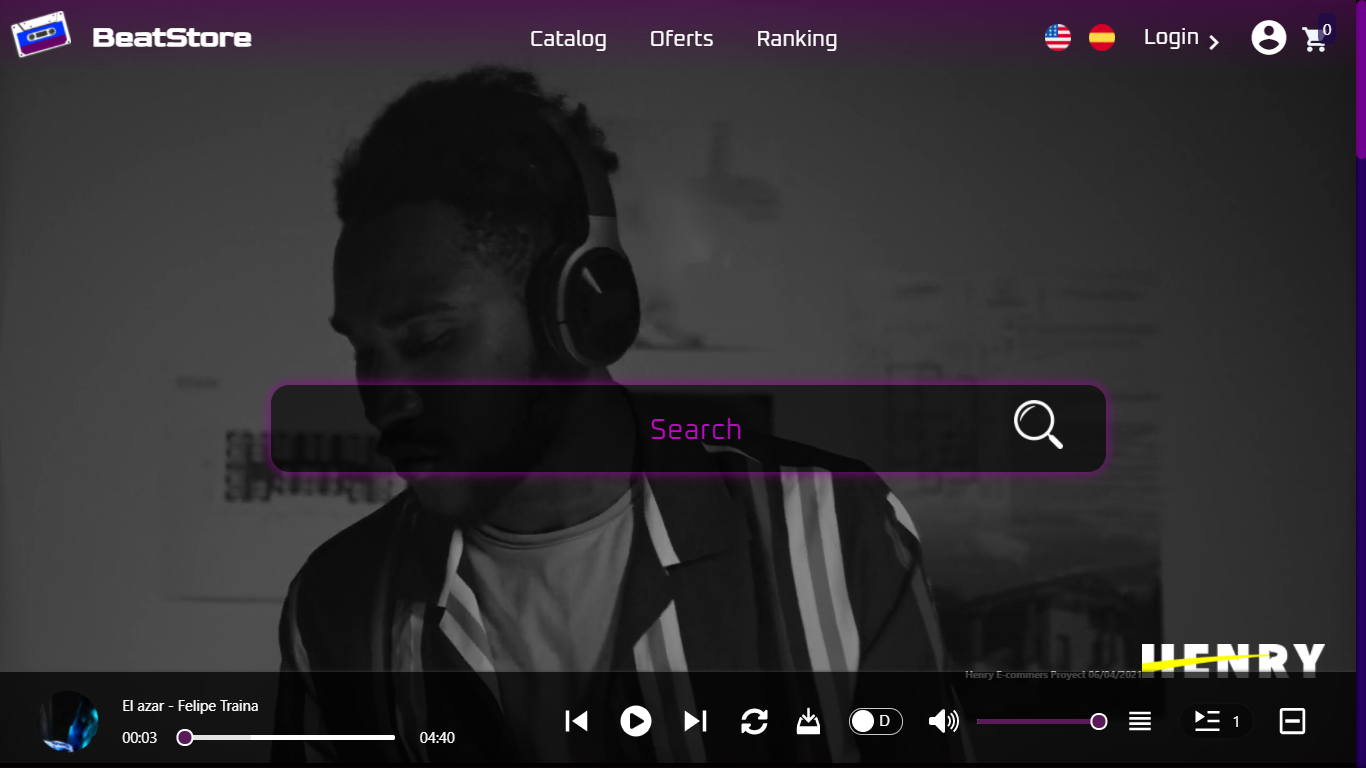 BeatStore
Catalog
Oferts
Ranking
Login
0
Search
HENRY
Henry E-commers Proyect 06/04/2021
El azar - Felipe Traina
00:03
04:40
D
1